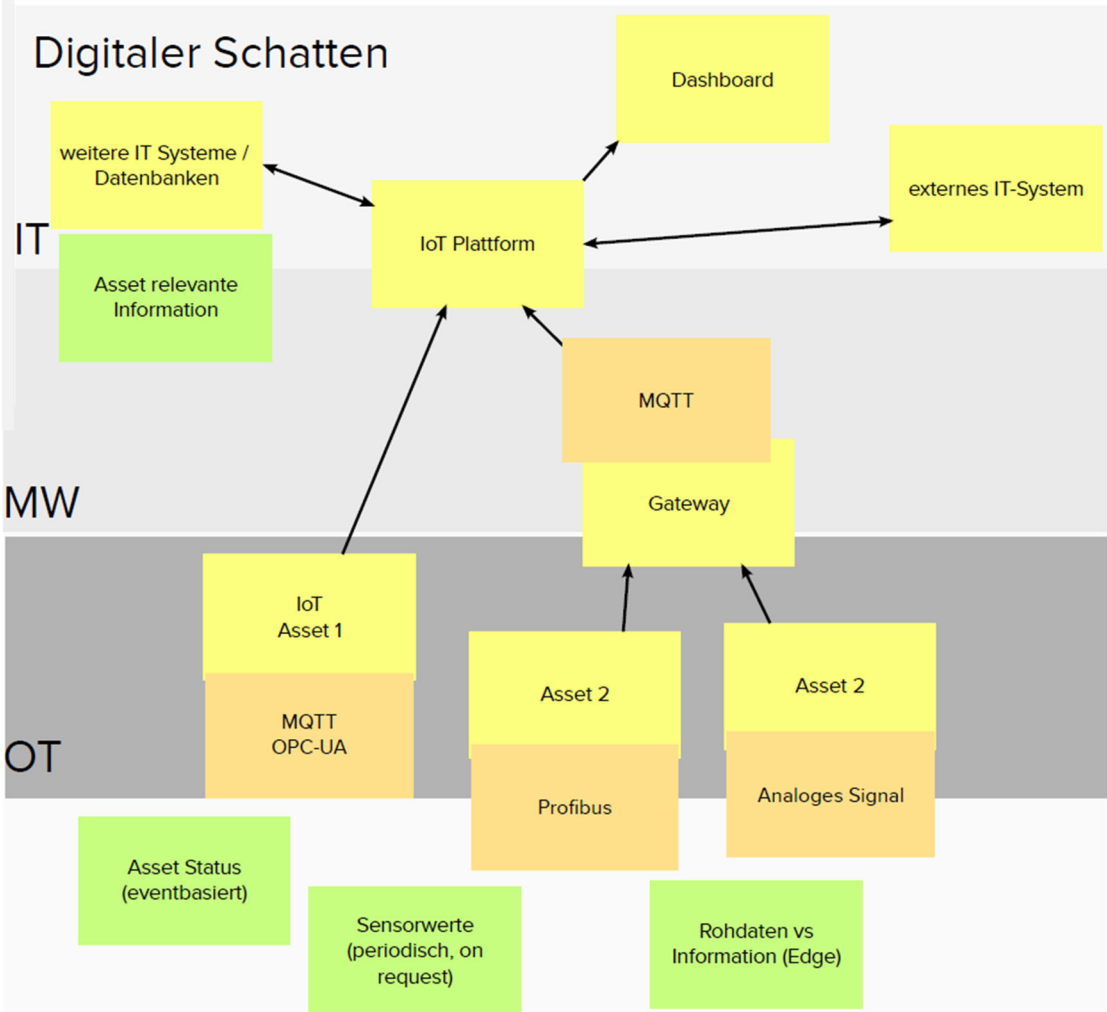 Digitaler Schatten
Dashboard
weitere IT Systeme /
Datenbanken
externes IT-System
IT
IoT Plattform
Asset relevante
Information
MQTT
MW
Gateway
IoT
Asset 1
Asset 2
Asset 2
MQTT
OPC-UA
OT
Profibus
Analoges Signal
Asset Status
(eventbasiert)
Sensorwerte
(periodisch, on
request)
Rohdaten vs
Information (Edge)